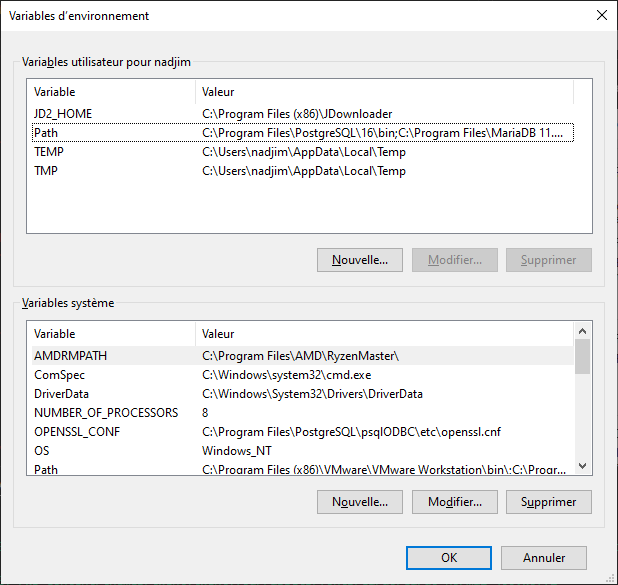 Variables d'environnement
Variables utilisateur pour nadjim
Variable Valeur
JD2_HOME C:\Program Files (x86)\JDownloader
Path C:\Program Files\PostgreSQL\16\bin;C:\Program Files\MariaDB 11....
TEMP C:\Users\nadjim\AppData\Local\Temp
TMP C:\Users\nadjim\AppData\Local\Temp
Nouvelle... Modifier... Supprimer
Variables système
Variable Valeur
AMDRMPATH C:\Program Files\AMD\RyzenMaster\
ComSpec C:\Windows\system32\cmd.exe
DriverData C:\Windows\System32\Drivers\DriverData
NUMBER_OF_PROCESSORS 8
OPENSSL_CONF C:\Program Files\PostgreSQL\psqlODBC\etc\openssl.cnf
OS Windows_NT
Path C:\Program Files (x86)\VMware\VMware Workstation\bin\;C:\Progr...
Nouvelle... Modifier... Supprimer
OK Annuler